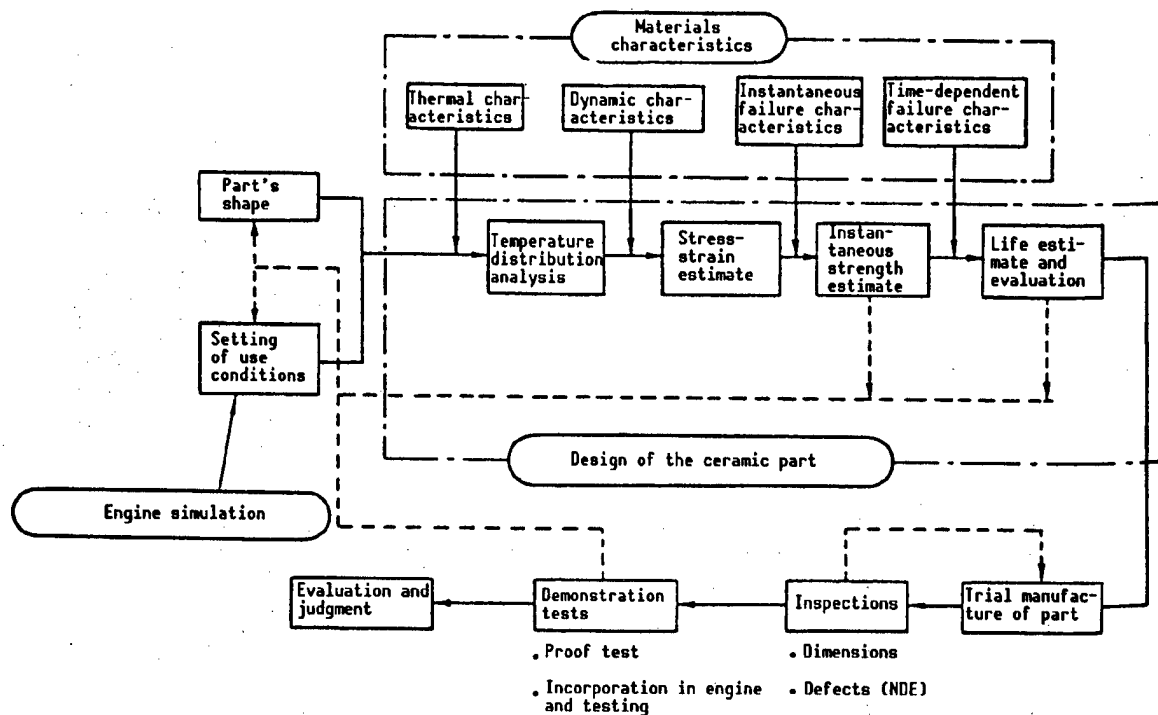 Materials
characteristics
Thermal char-
acteristics
Dynamic char-
acteristics
Instantaneous
failure char-
acteristics
Time-dependent
failure char-
acteristics
Part's
shape
Temperature
distribution
analysis
Stress-
strain
estimate
Instan-
taneous
strength
estimate
Life esti-
mate and
evaluation
Setting
of use
conditions
Design of the ceramic part
Engine simulation
Evaluation and
judgment
Demonstration
tests
Inspections
Trial manufac-
ture of part
. Proof test
. Incorporation in engine
and testing
. Dimensions
. Defects (NDE)